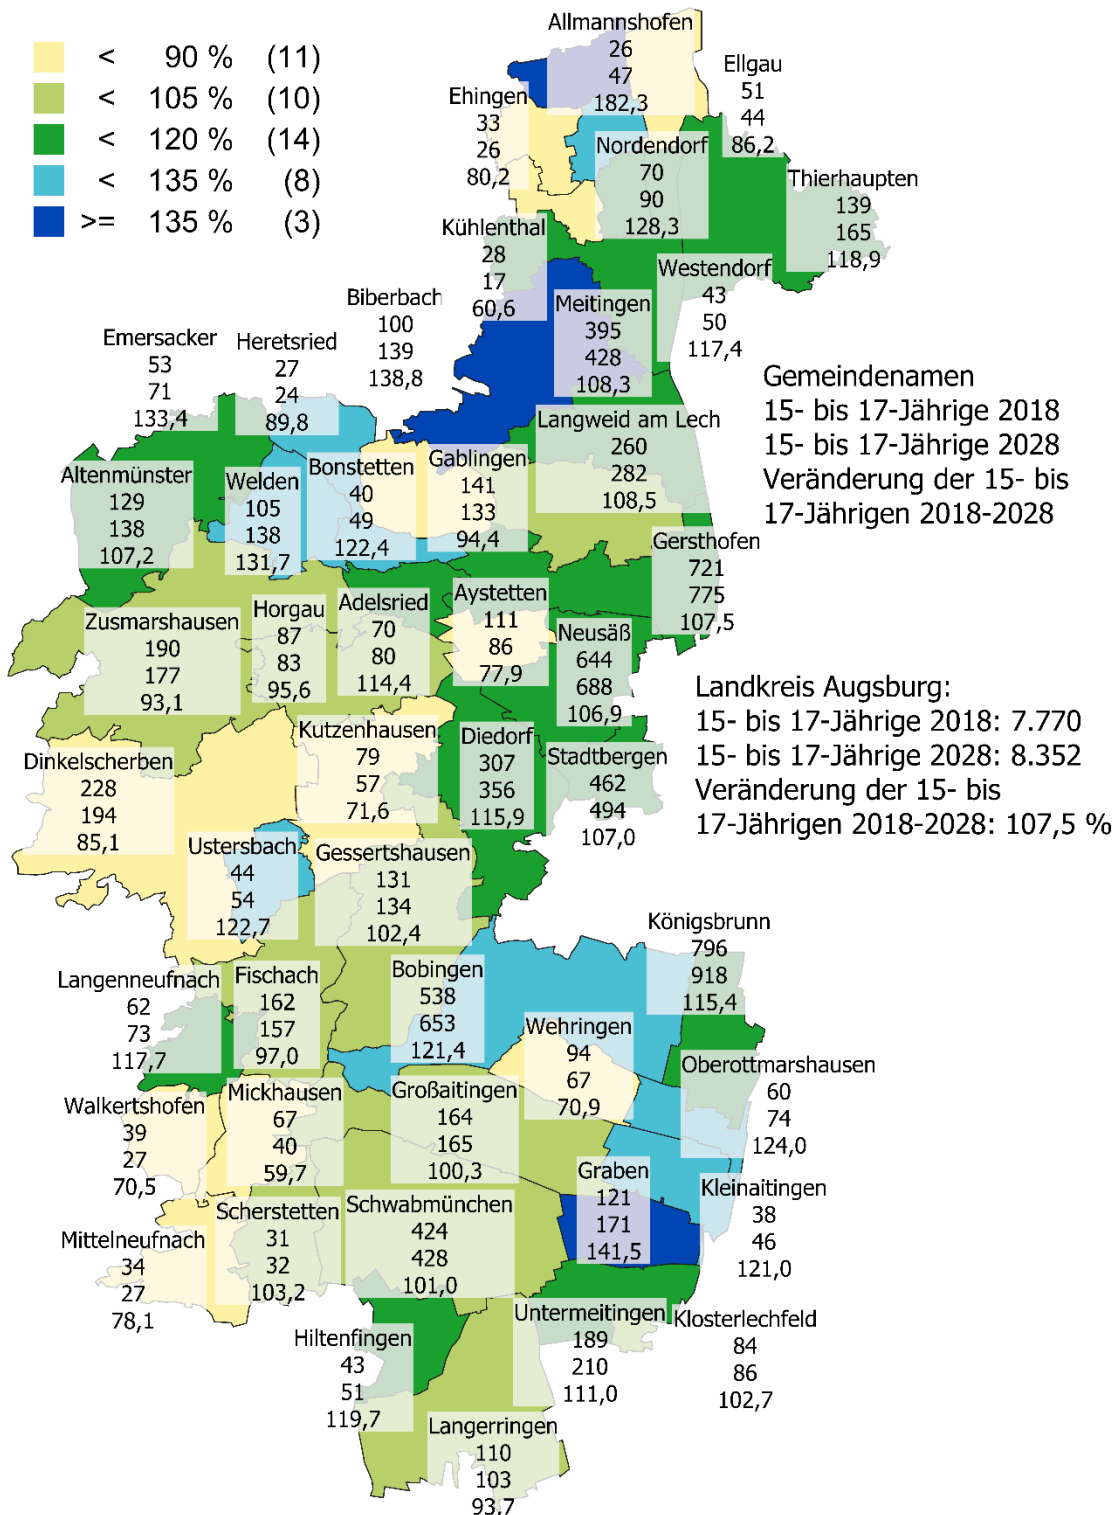 < 90 % (11)
< 105 % (10)
< 120 % (14)
< 135 % (8)
>= 135 % (3)
Allmannshofen
26
47
182,3
Ellgau
51
44
86,2
Ehingen
33
26
80,2
Nordendorf
70
90
128,3
Thierhaupten
139
165
118,9
Kühlenthal
28
17
60,6
Westendorf
43
50
117,4
Biberbach
100
139
138,8
Meitingen
395
428
108,3
Emersacker
53
71
133,4
Heretsried
27
24
89,8
Gemeindenamen
15- bis 17-Jährige 2018
15- bis 17-Jährige 2028
Veränderung der 15- bis
17-Jährigen 2018-2028
Langweid am Lech
260
282
108,5
Altenmünster
129
138
107,2
Welden
105
138
131,7
Bonstetten
40
49
122,4
Gablingen
141
133
94,4
Gersthofen
721
775
107,5
Zusmarshausen
190
177
93,1
Horgau
87
83
95,6
Adelsried
70
80
114,4
Aystetten
111
86
77,9
Neusäß
644
688
106,9
Landkreis Augsburg:
15- bis 17-Jährige 2018: 7.770
15- bis 17-Jährige 2028: 8.352
Veränderung der 15- bis
17-Jährigen 2018-2028: 107,5 %
Dinkelscherben
228
194
85,1
Kutzenhausen
79
57
71,6
Diedorf
307
356
115,9
Stadtbergen
462
494
107,0
Ustersbach
44
54
122,7
Gessertshausen
131
134
102,4
Königsbrunn
796
918
115,4
Langenneufnach
62
73
117,7
Fischach
162
157
97,0
Bobingen
538
653
121,4
Wehringen
94
67
70,9
Oberottmarshausen
60
74
124,0
Walkertshofen
39
27
70,5
Mickhausen
67
40
59,7
Großaitingen
164
165
100,3
Graben
121
171
141,5
Kleinaitingen
38
46
121,0
Mittelneufnach
34
27
78,1
Scherstetten
31
32
103,2
Schwabmünchen
424
428
101,0
Untermeitingen
189
210
111,0
Klosterlechfeld
84
86
102,7
Hiltenfingen
43
51
119,7
Langerringen
110
103
93,7